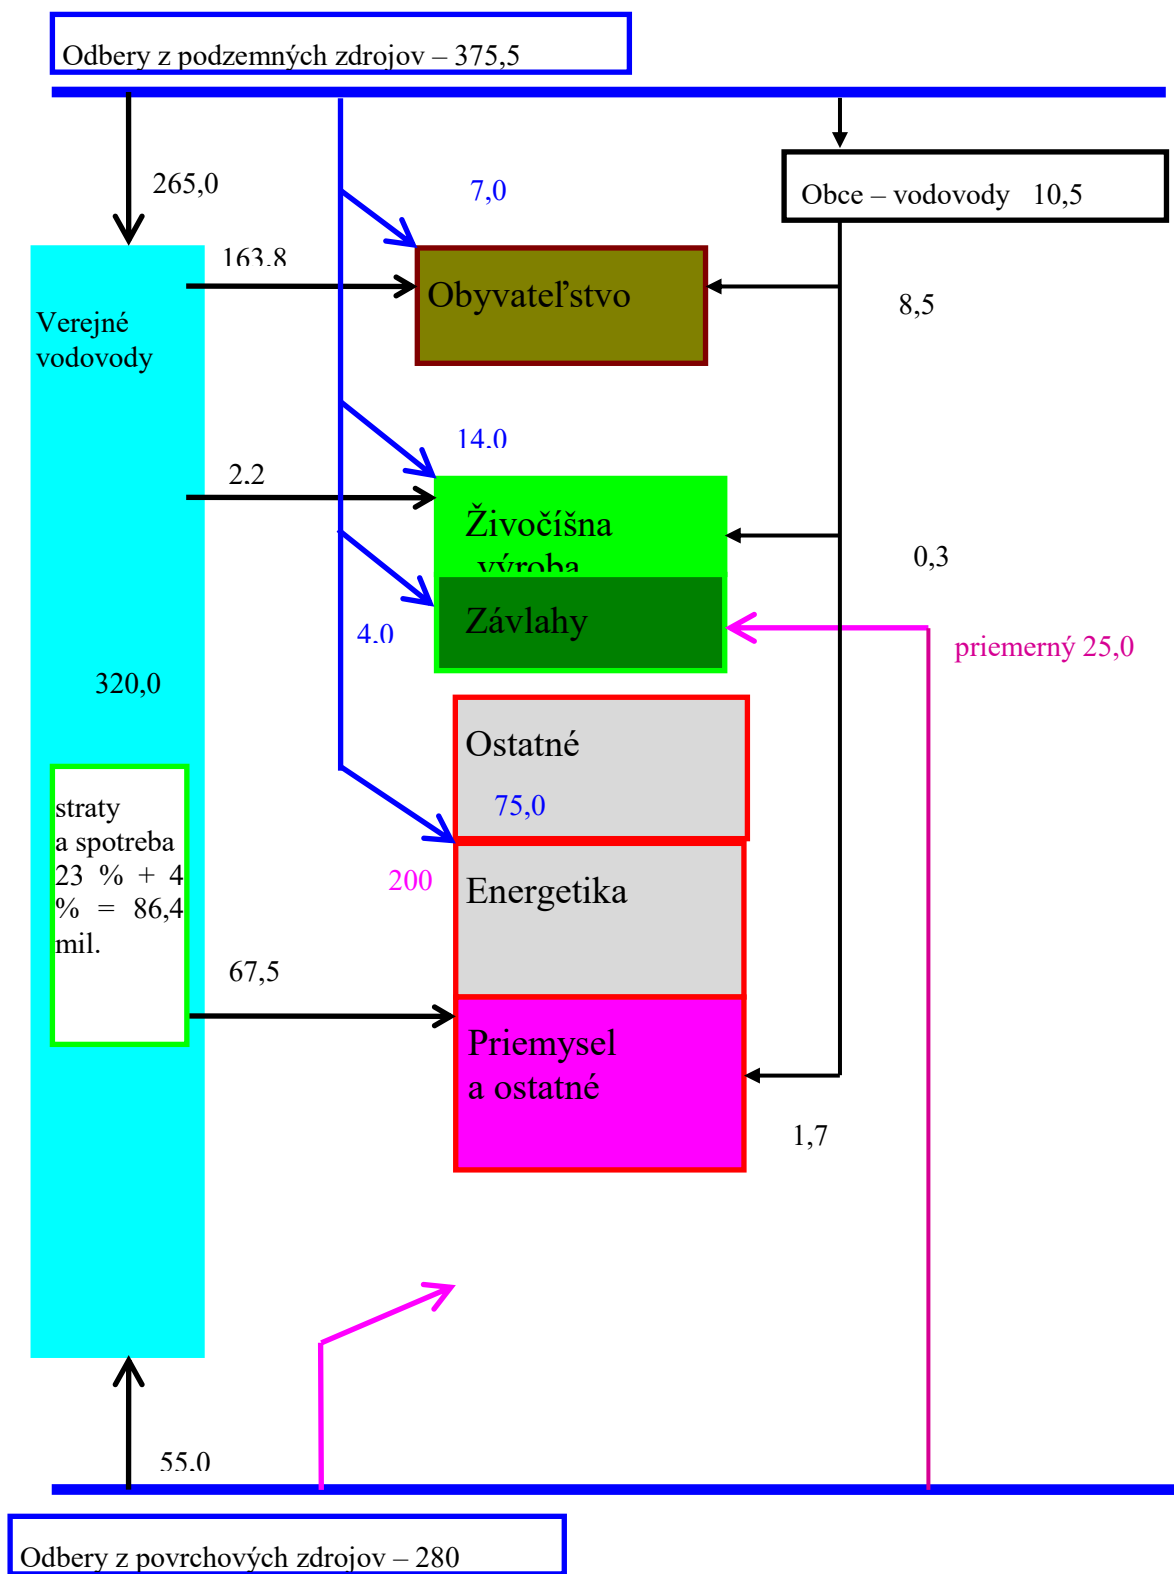 Odbery z podzemných zdrojov – 375,5
265,0
7,0
Obce – vodovody 10,5
163,8
Obyvateľstvo
8,5
Verejné
vodovody
14,0
2,2
Živočíšna
výroba
0,3
Závlahy
4,0
priemerný 25,0
320,0
Ostatné
75,0
straty
a spotreba
23 % + 4
% = 86,4
mil.
200
Energetika
67,5
Priemysel
a ostatné
1,7
55,0
Odbery z povrchových zdrojov – 280